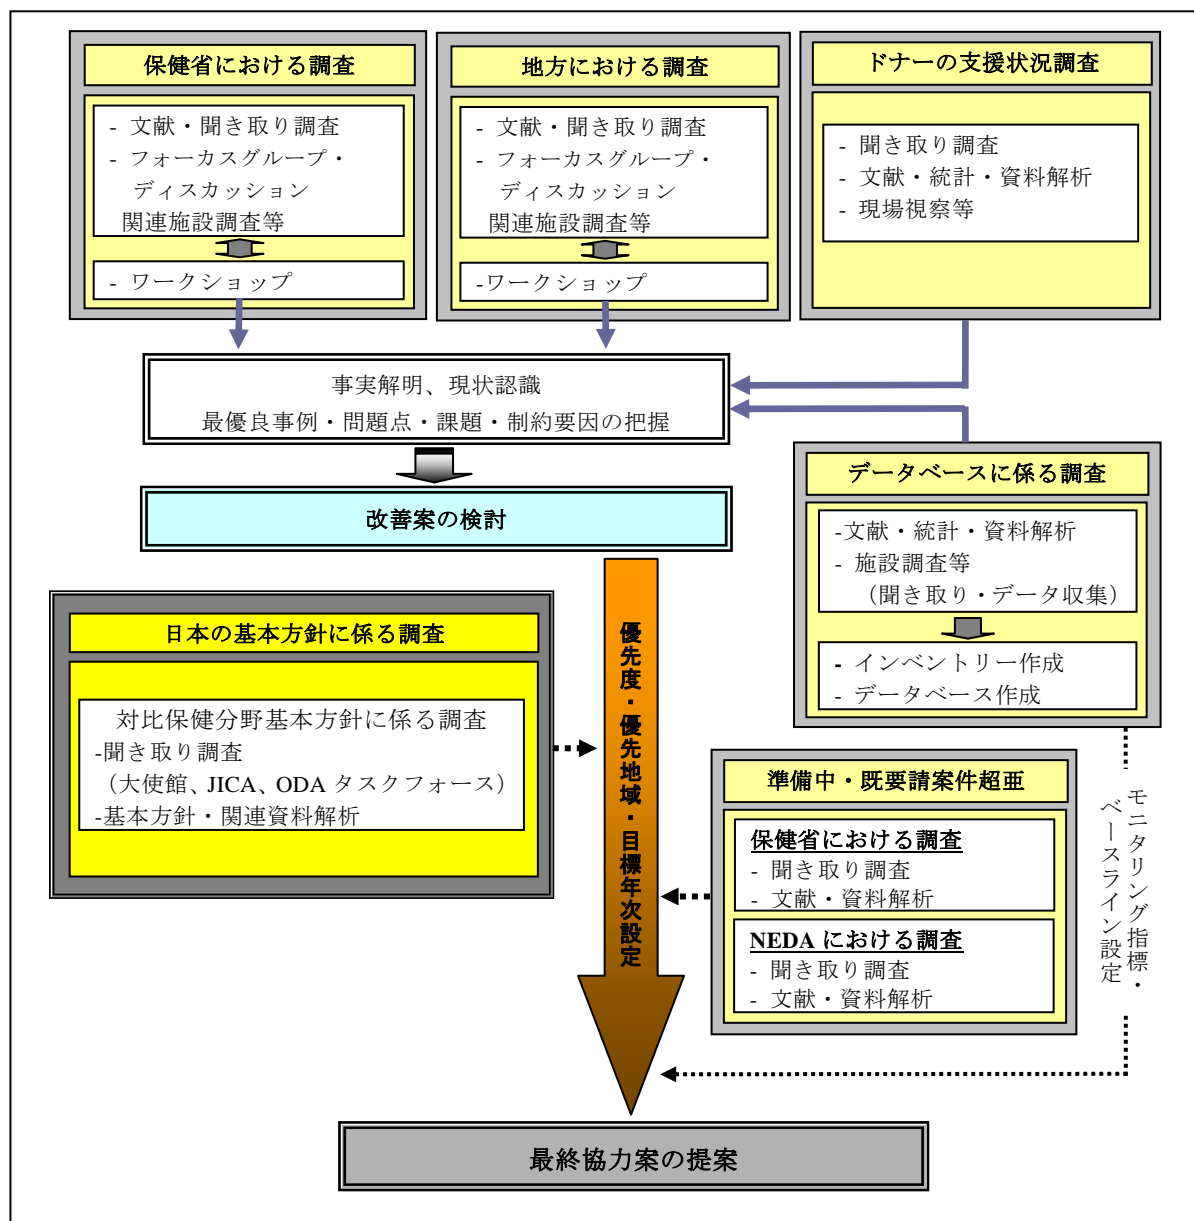 保健省における調査
- 文献・聞き取り調査
- フォーカスグループ・
ディスカッション
関連施設調査等
- ワークショップ
地方における調査
- 文献・聞き取り調査
- フォーカスグループ・
ディスカッション
関連施設調査等
-ワークショップ
ドナーの支援状況調査
- 聞き取り調査
- 文献・統計・資料解析
- 現場視察等
事実解明、現状認識
最優良事例・問題点・課題・制約要因の把握
改善案の検討
データベースに係る調査
-文献・統計・資料解析
- 施設調査等
（聞き取り・データ収集）
- インベントリー作成
- データベース作成
日本の基本方針に係る調査
対比保健分野基本方針に係る調査
-聞き取り調査
（大使館、JICA、ODA タスクフォース）
-基本方針・関連資料解析
優先度・優先地域・目標年次設定
準備中・既要請案件超亜
保健省における調査
- 聞き取り調査
- 文献・資料解析
NEDA における調査
- 聞き取り調査
- 文献・資料解析
モニタリング指標・
ベースライン設定
最終協力案の提案